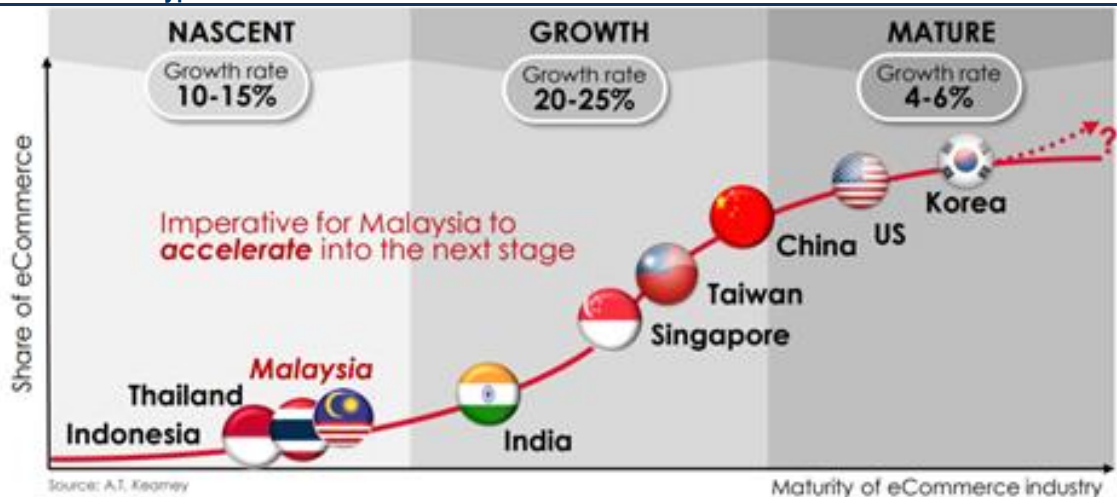 NASCENT
Growth rate
10-15%
GROWTH
Growth rate
20-25%
MATURE
Growth rate
4-6%
Share of eCommerce
Imperative for Malaysia to
accelerate into the next stage
?
Korea
US
China
Taiwan
Singapore
Malaysia
Thailand
Indonesia
India
Source: A.T. Kearney
Maturity of eCommerce industry